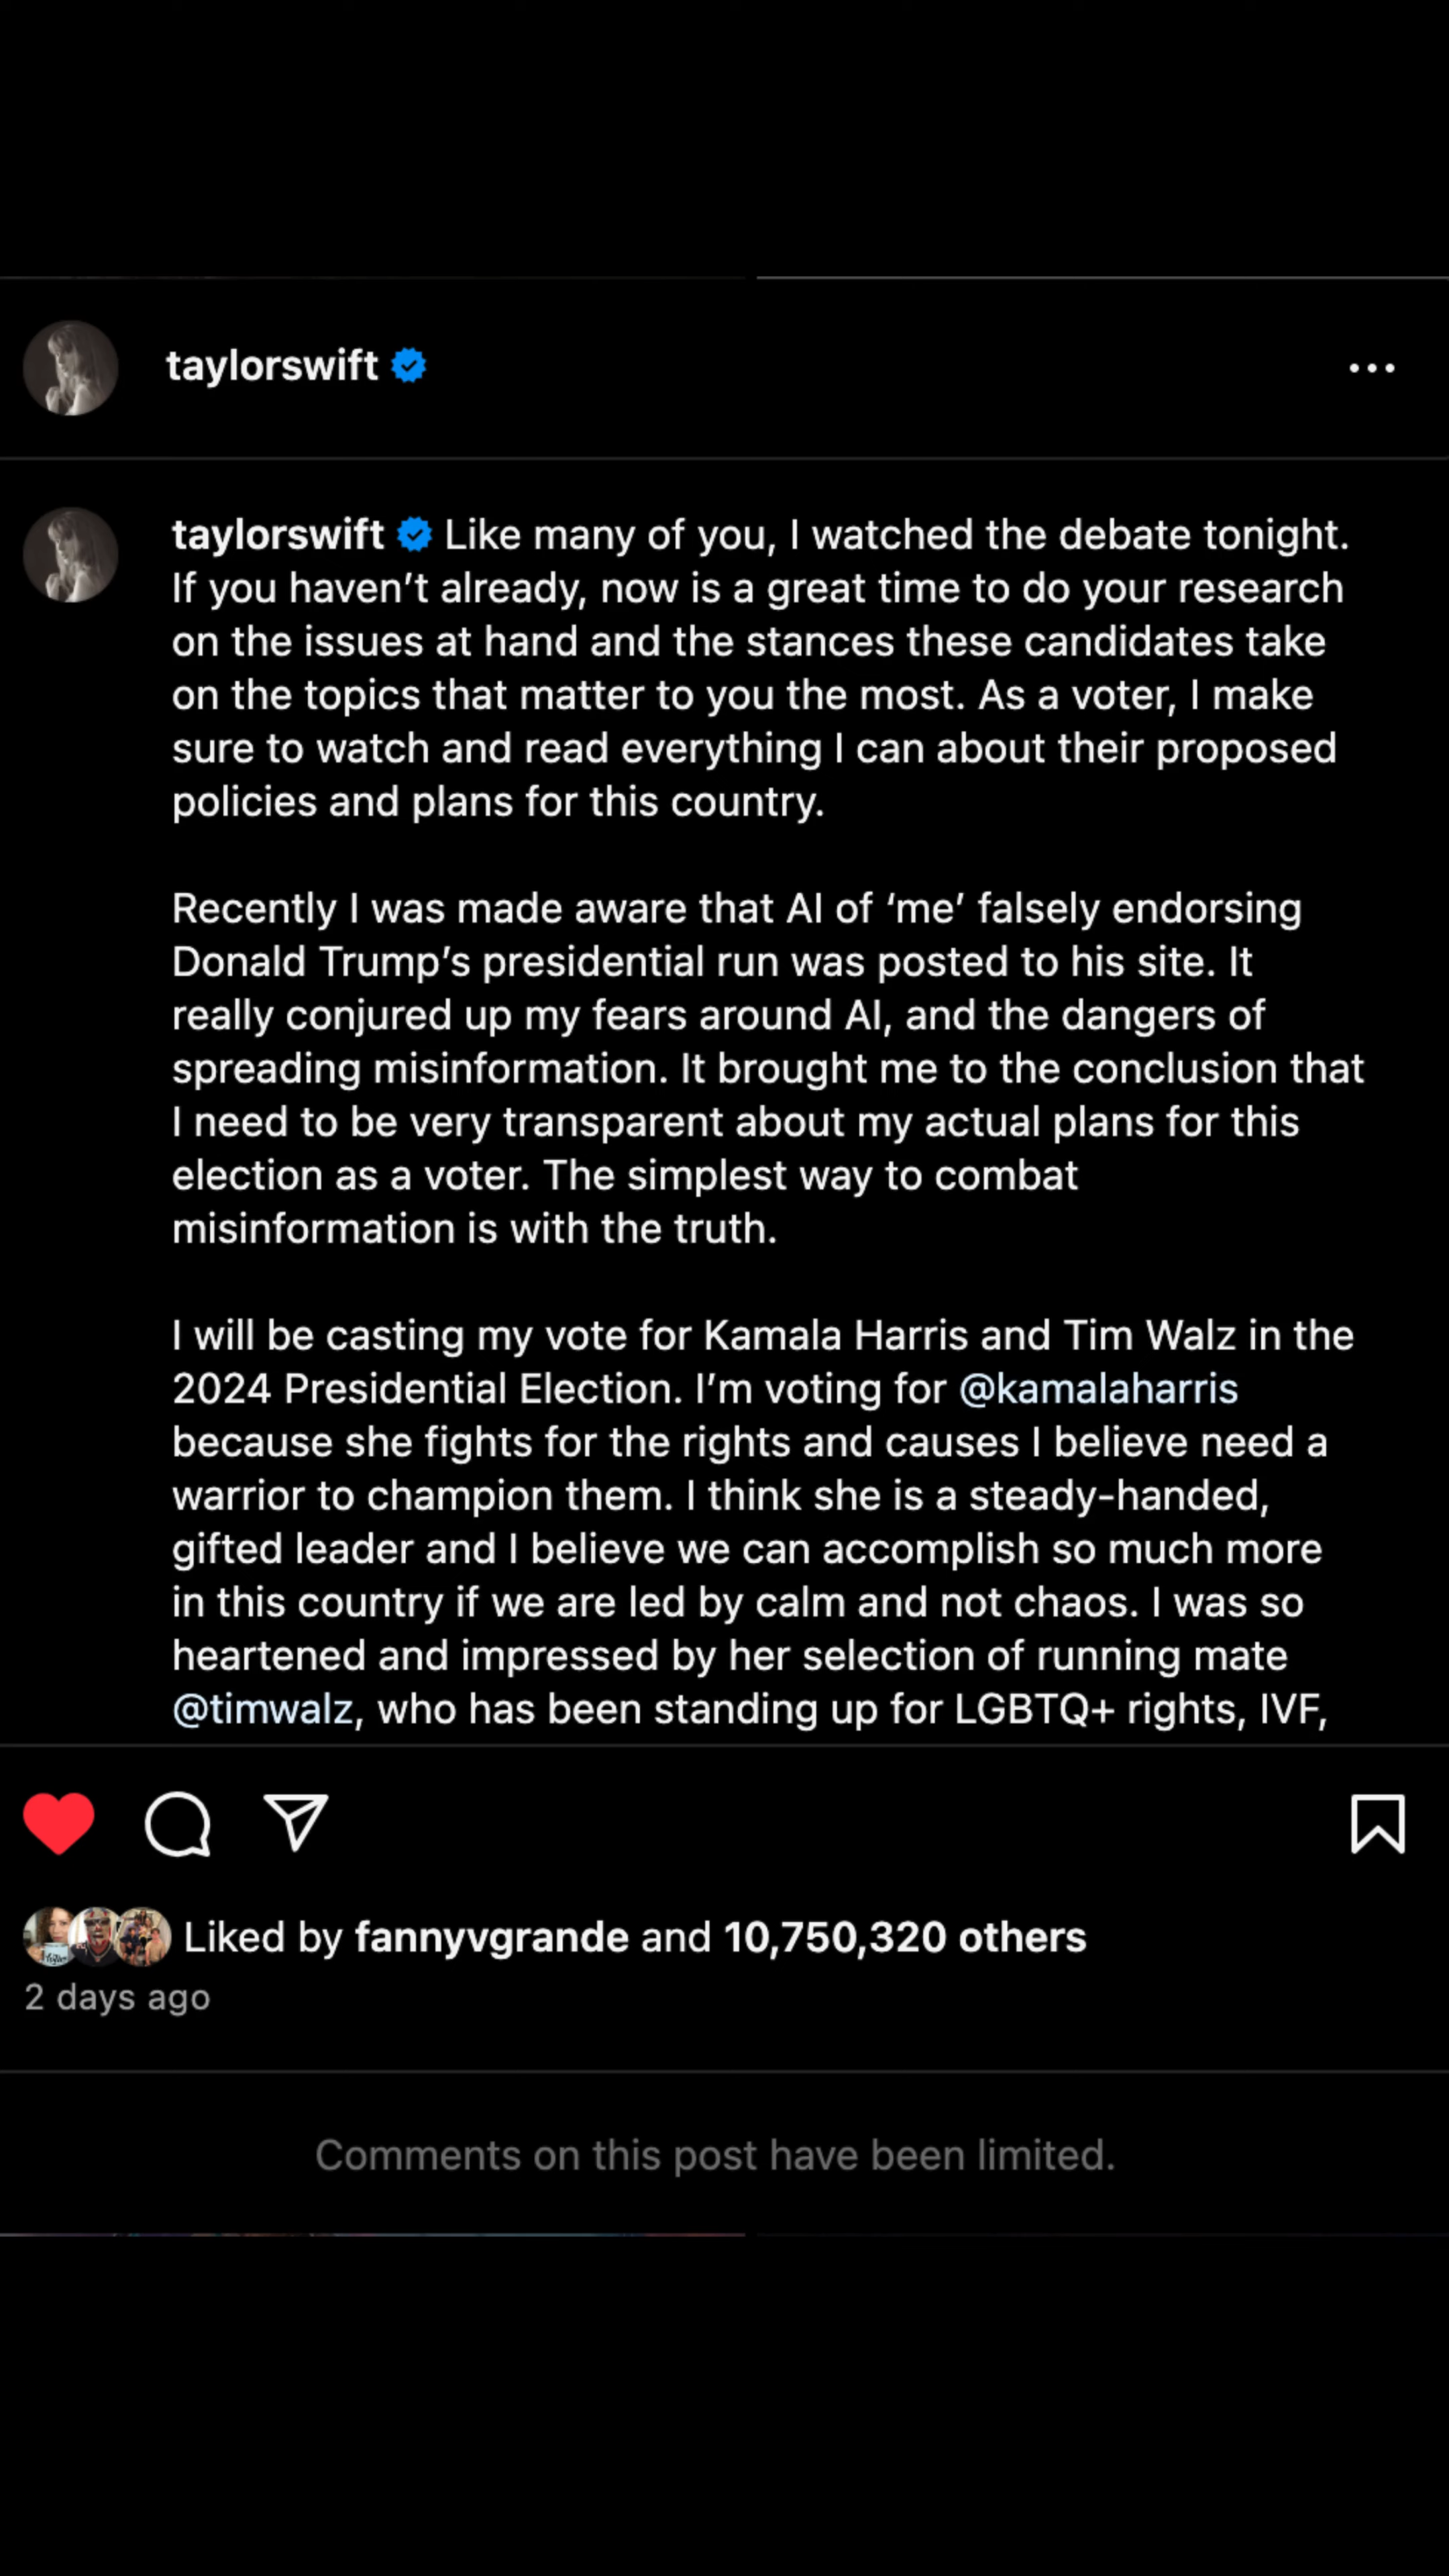 taylorswift
taylorswift Like many of you, I watched the debate tonight.
If you haven’t already, now is a great time to do your research
on the issues at hand and the stances these candidates take
on the topics that matter to you the most. As a voter, I make
sure to watch and read everything I can about their proposed
policies and plans for this country.
Recently I was made aware that AI of ‘me’ falsely endorsing
Donald Trump’s presidential run was posted to his site. It
really conjured up my fears around AI, and the dangers of
spreading misinformation. It brought me to the conclusion that
I need to be very transparent about my actual plans for this
election as a voter. The simplest way to combat
misinformation is with the truth.
I will be casting my vote for Kamala Harris and Tim Walz in the
2024 Presidential Election. I’m voting for @kamalaharris
because she fights for the rights and causes I believe need a
warrior to champion them. I think she is a steady-handed,
gifted leader and I believe we can accomplish so much more
in this country if we are led by calm and not chaos. I was so
heartened and impressed by her selection of running mate
@timwalz, who has been standing up for LGBTQ+ rights, IVF,
Liked by fannyvgrande and 10,750,320 others
2 days ago
Comments on this post have been limited.